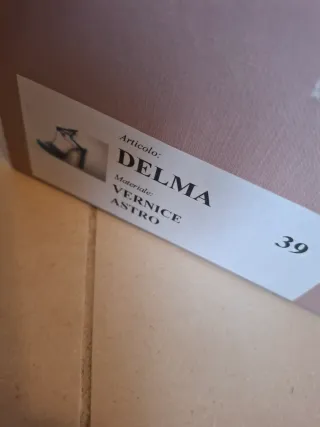 Articolo:
DELMA
Materiale:
VERNICE
ASTRO
39